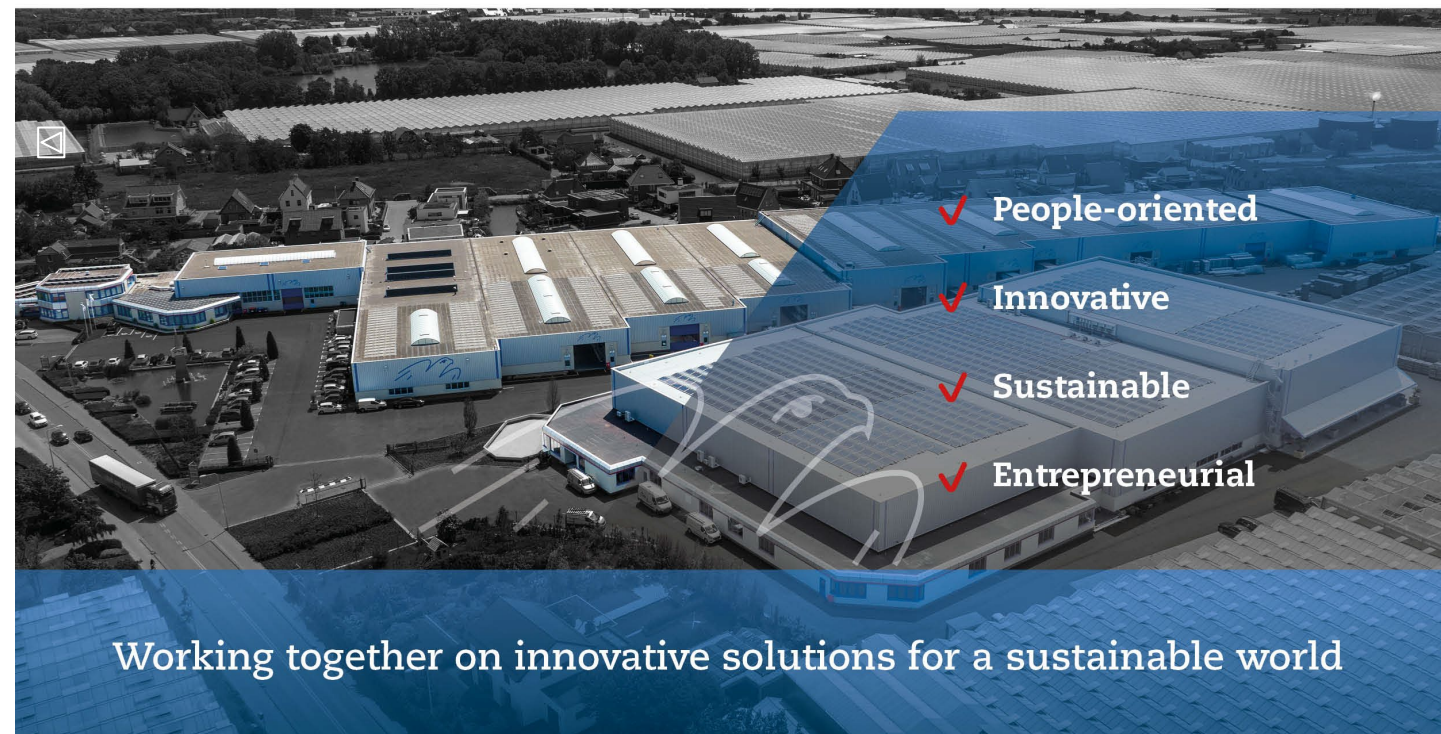 People-oriented
Innovative
Sustainable
Entrepreneurial
Working together on innovative solutions for a sustainable world